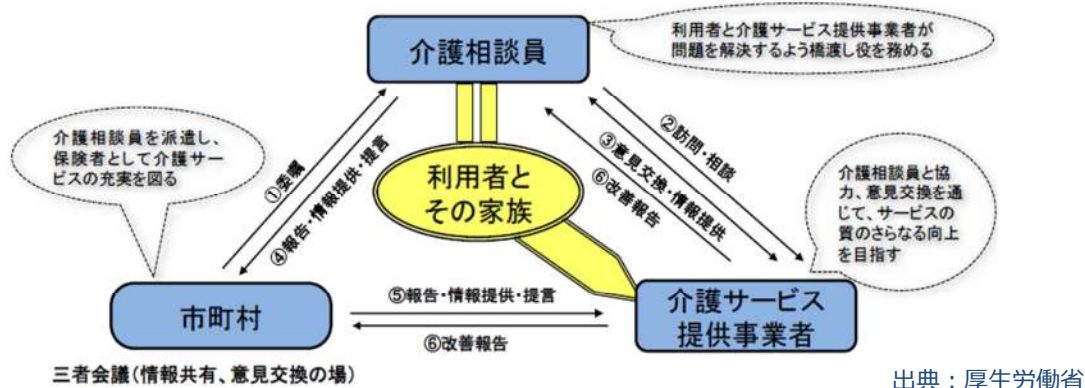 介護相談員
利用者と介護サービス提供事業者が
問題を解決するよう橋渡し役を務める
介護相談員を派遣し、
保険者として介護サー
ビスの充実を図る
①委嘱
④報告・情報提供・提言
利用者と
その家族
②訪問・相談
③意見交換・情報提供
⑥改善報告
介護相談員と協
力、意見交換を通
じて、サービスの
質のさらなる向上
を目指す
市町村
⑤報告・情報提供・提言
⑥改善報告
介護サービス
提供事業者
三者会議(情報共有、意見交換の場)
出典:厚生労働省